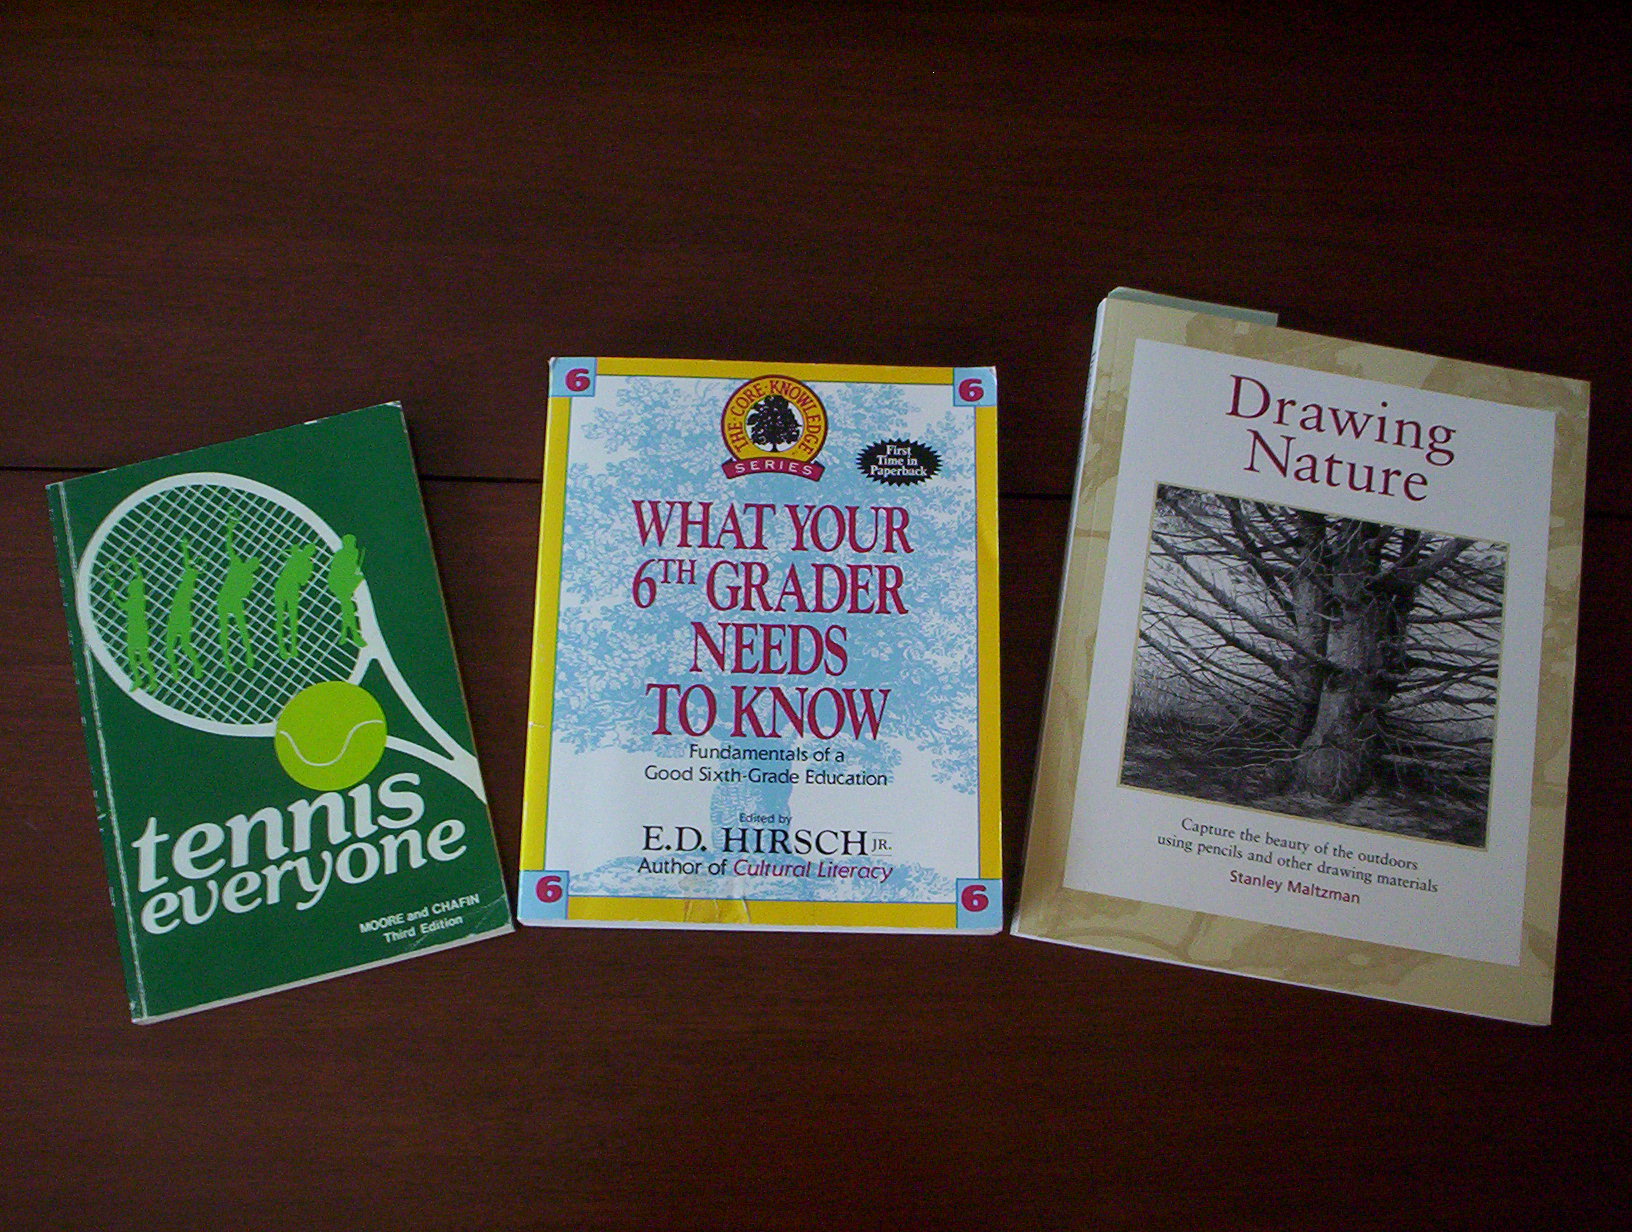 tennis
everyone
MOORE and CHAFIN
Third Edition
6
6
THE · CORE · KNOWLEDGE
SERIES
First
Time in
Paperback
WHAT YOUR
6TH GRADER
NEEDS
TO KNOW
Fundamentals of a
Good Sixth-Grade Education
Edited by
E.D. HIRSCH JR.
Author of Cultural Literacy
6
6
Drawing
Nature
Capture the beauty of the outdoors
using pencils and other drawing materials
Stanley Maltzman